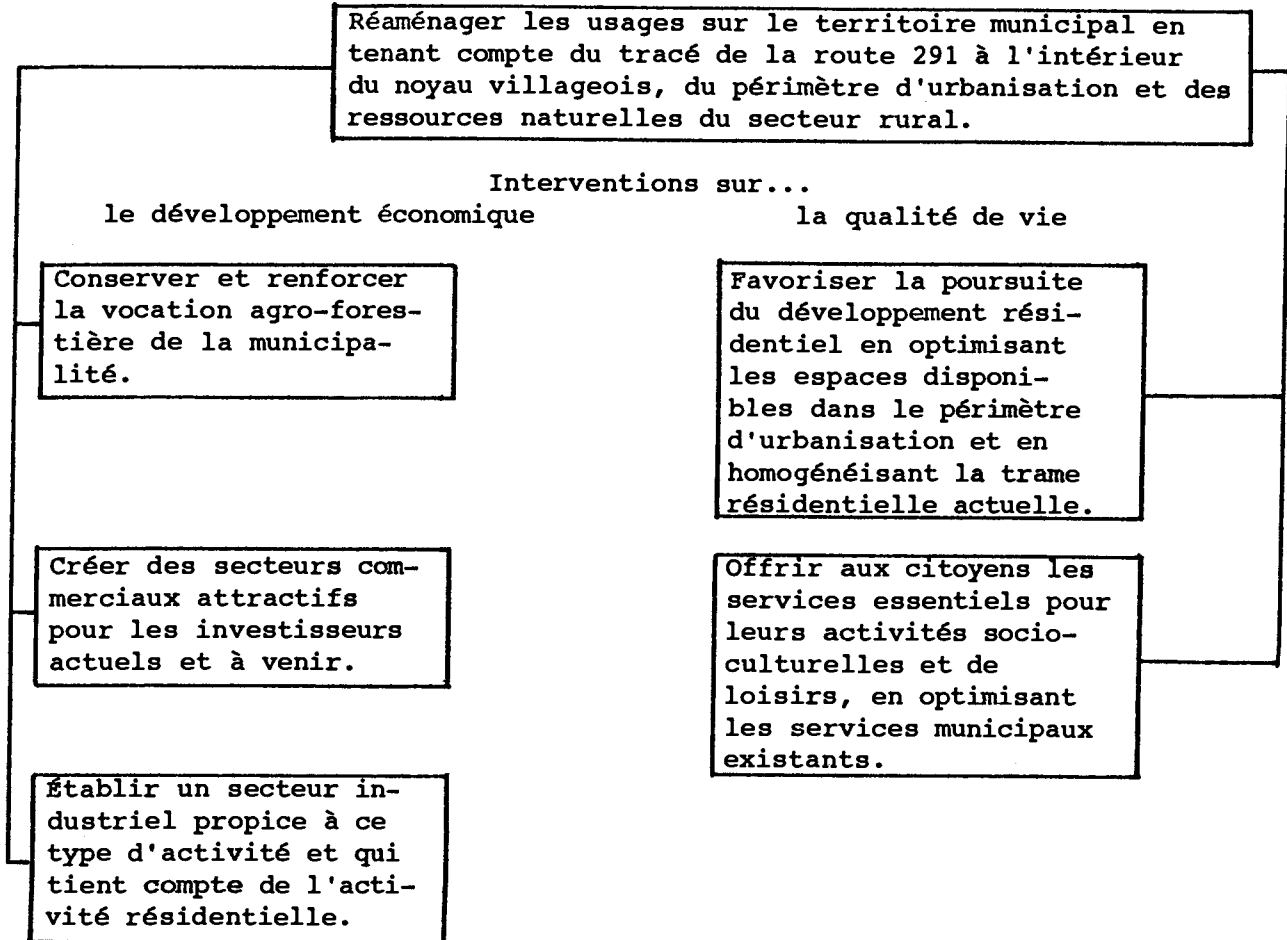 Réaménager les usages sur le territoire municipal en
tenant compte du tracé de la route 291 à l'intérieur
du noyau villageois, du périmètre d'urbanisation et des
ressources naturelles du secteur rural.
Interventions sur...
le développement économique
Conserver et renforcer
la vocation agro-fores-
tière de la municipa-
lité.
Créer des secteurs com-
merciaux attractifs
pour les investisseurs
actuels et à venir.
Établir un secteur in-
dustriel propice à ce
type d'activité et qui
tient compte de l'acti-
vité résidentielle.
la qualité de vie
Favoriser la poursuite
du développement rési-
dentiel en optimisant
les espaces disponi-
bles dans le périmètre
d'urbanisation et en
homogénéisant la trame
résidentielle actuelle.
Offrir aux citoyens les
services essentiels pour
leurs activités socio-
culturelles et de
loisirs, en optimisant
les services municipaux
existants.